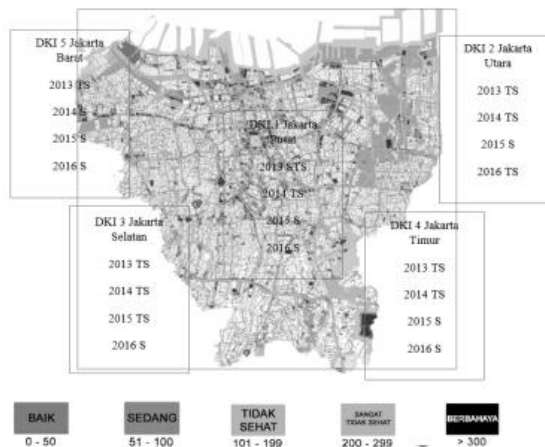 DKI 5 Jakarta
Barat
2013 TS
2014 S
2015 S
2016 S
DKI 2 Jakarta
Utara
2013 TS
2014 TS
2015 S
2016 TS
DKI 1 Jakarta
Pusat
2013 STS
2014 TS
2015 S
2016 S
DKI 3 Jakarta
Selatan
2013 TS
2014 TS
2015 TS
2016 S
DKI 4 Jakarta
Timur
2013 TS
2014 TS
2015 S
2016 S
BAIK
0 - 50
SEDANG
51 - 100
TIDAK
SEHAT
101 - 199
SANGAT
TIDAK SEHAT
200 - 299
BERBAHAYA
> 300